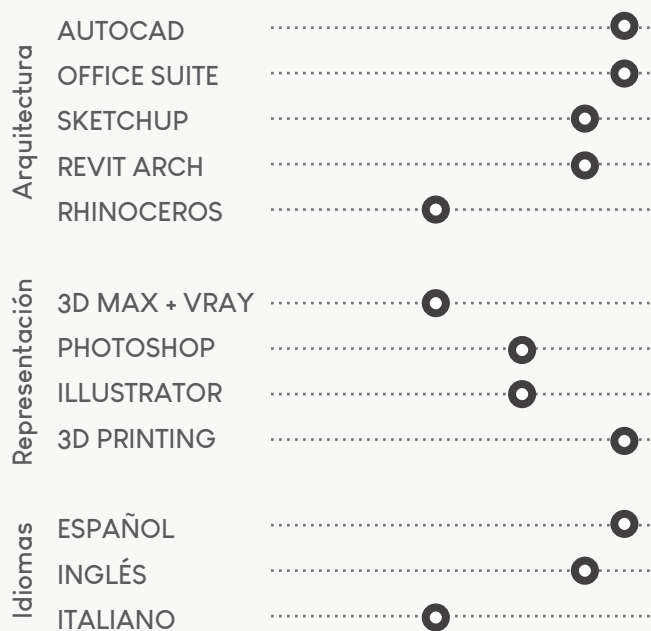 Arquitectura
AUTOCAD
OFFICE SUITE
SKETCHUP
REVIT ARCH
RHINOCEROS
Representación
3D MAX + VRAY
PHOTOSHOP
ILLUSTRATOR
3D PRINTING
Idiomas
ESPAÑOL
INGLÉS
ITALIANO